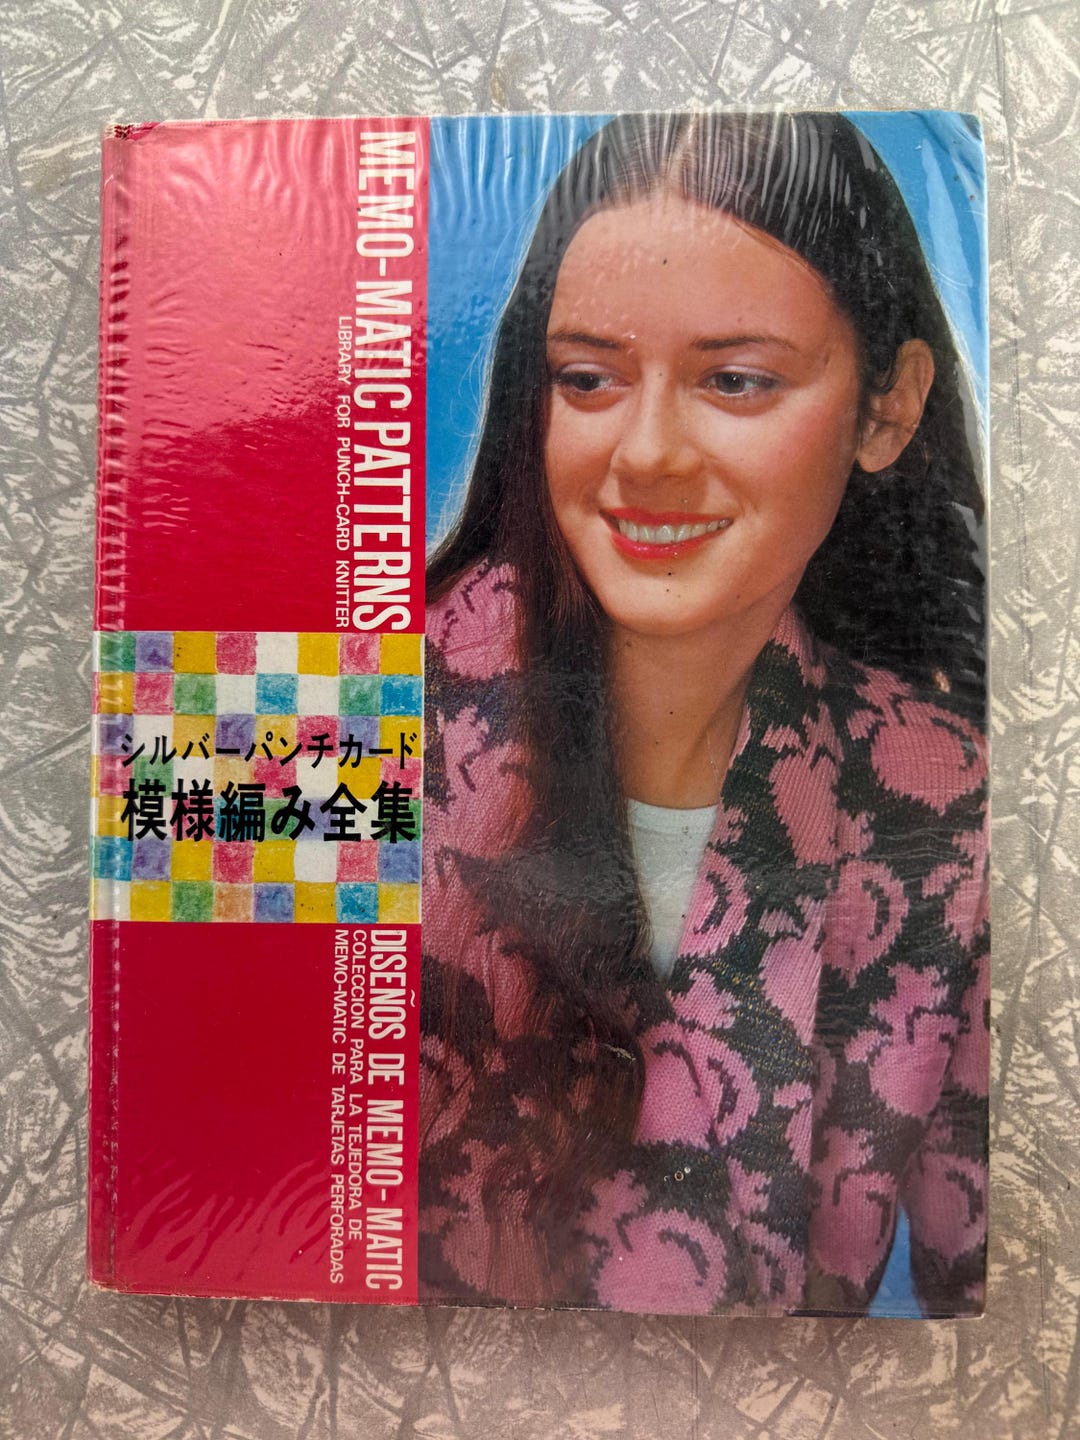 MEMO-MATIC PATTERNS
LIBRARY FOR PUNCH-CARD KNITTER
シルバーパンチカード
模様編み全集
DISEÑOS DE MEMO-MATIC
COLECCION PARA LA TEJEDORA DE
MEMO-MATIC DE TARJETAS PERFORADAS